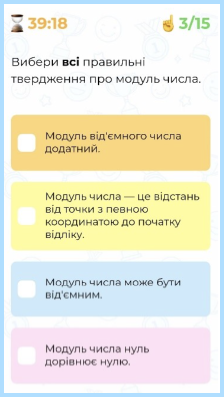 39:18
3/15
Вибери всі правильні
твердження про модуль числа.
Модуль від'ємного числа
додатний.
Модуль числа — це відстань
від точки з певною
координатою до початку
відліку.
Модуль числа може бути
від'ємним.
Модуль числа нуль
дорівнює нулю.